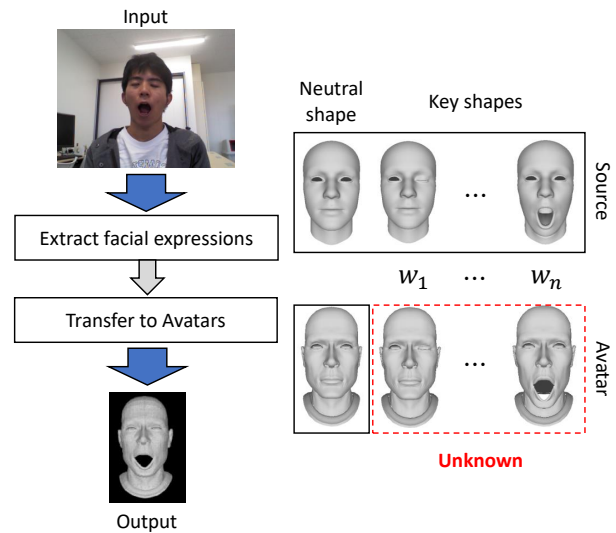 Input
Extract facial expressions
Transfer to Avatars
Output
Neutral
shape
Key shapes
...
Source
w₁ ... wₙ
...
Avatar
Unknown